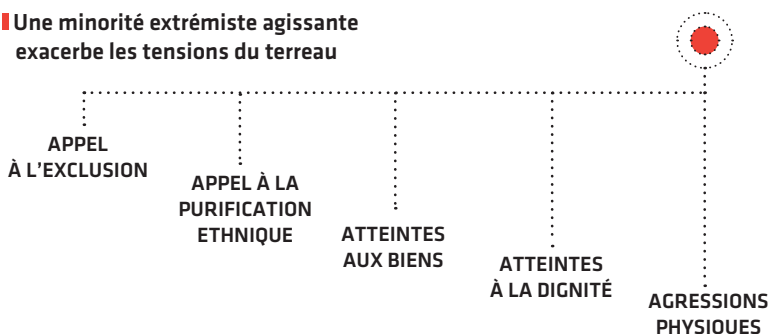 Une minorité extrémiste agissante
exacerbe les tensions du terreau
APPEL
À L’EXCLUSION
APPEL À LA
PURIFICATION
ETHNIQUE
ATTEINTES
AUX BIENS
ATTEINTES
À LA DIGNITÉ
AGRESSIONS
PHYSIQUES